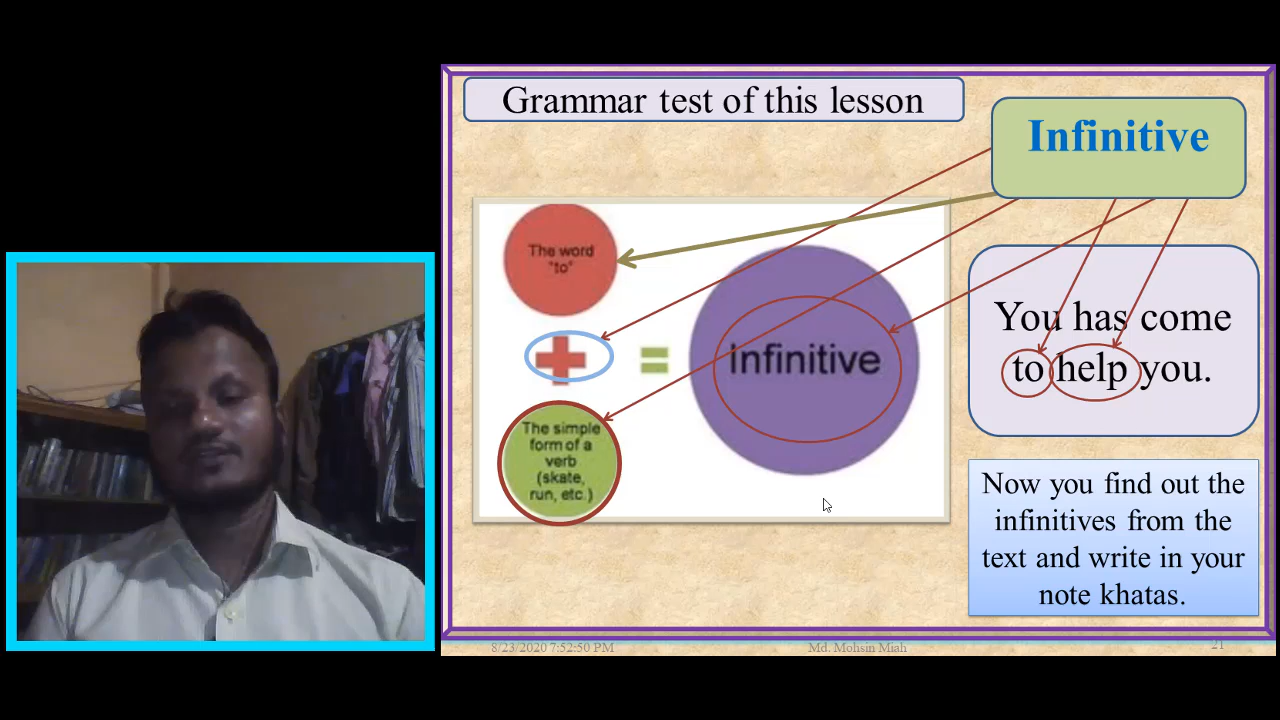 Grammar test of this lesson
Infinitive
The word
"to"
Infinitive
The simple
form of a
verb
(skate,
run, etc.)
You has come
to help you.
Now you find out the
infinitives from the
text and write in your
note khatas.
8/23/2020 7:52:50 PM
Md. Mohsin Miah
21